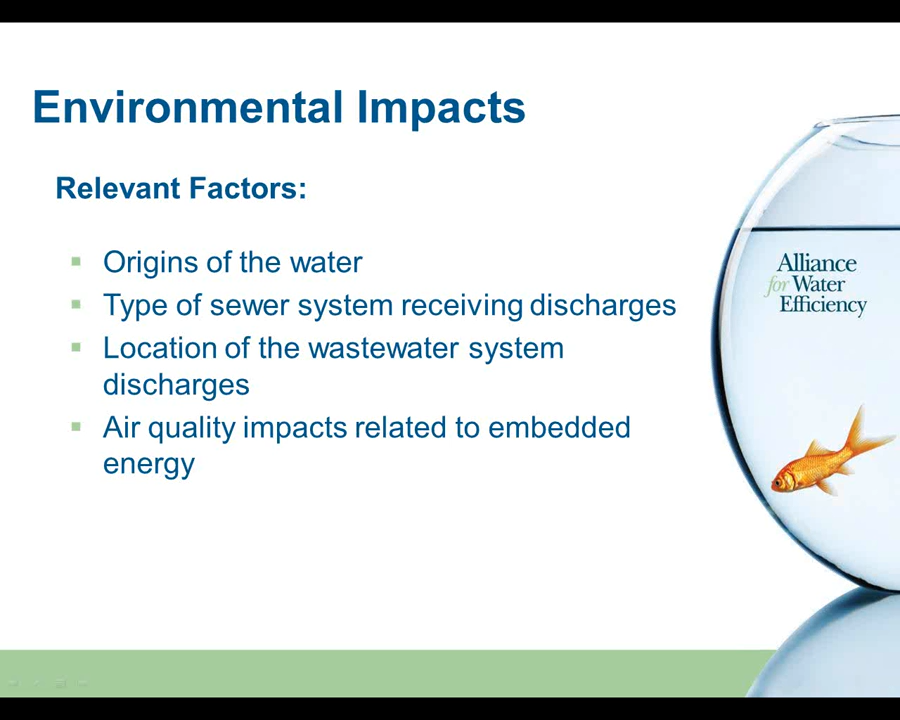 Environmental Impacts
Relevant Factors:
Origins of the water
Type of sewer system receiving discharges
Location of the wastewater system
discharges
Air quality impacts related to embedded
energy
Alliance
for Water
Efficiency